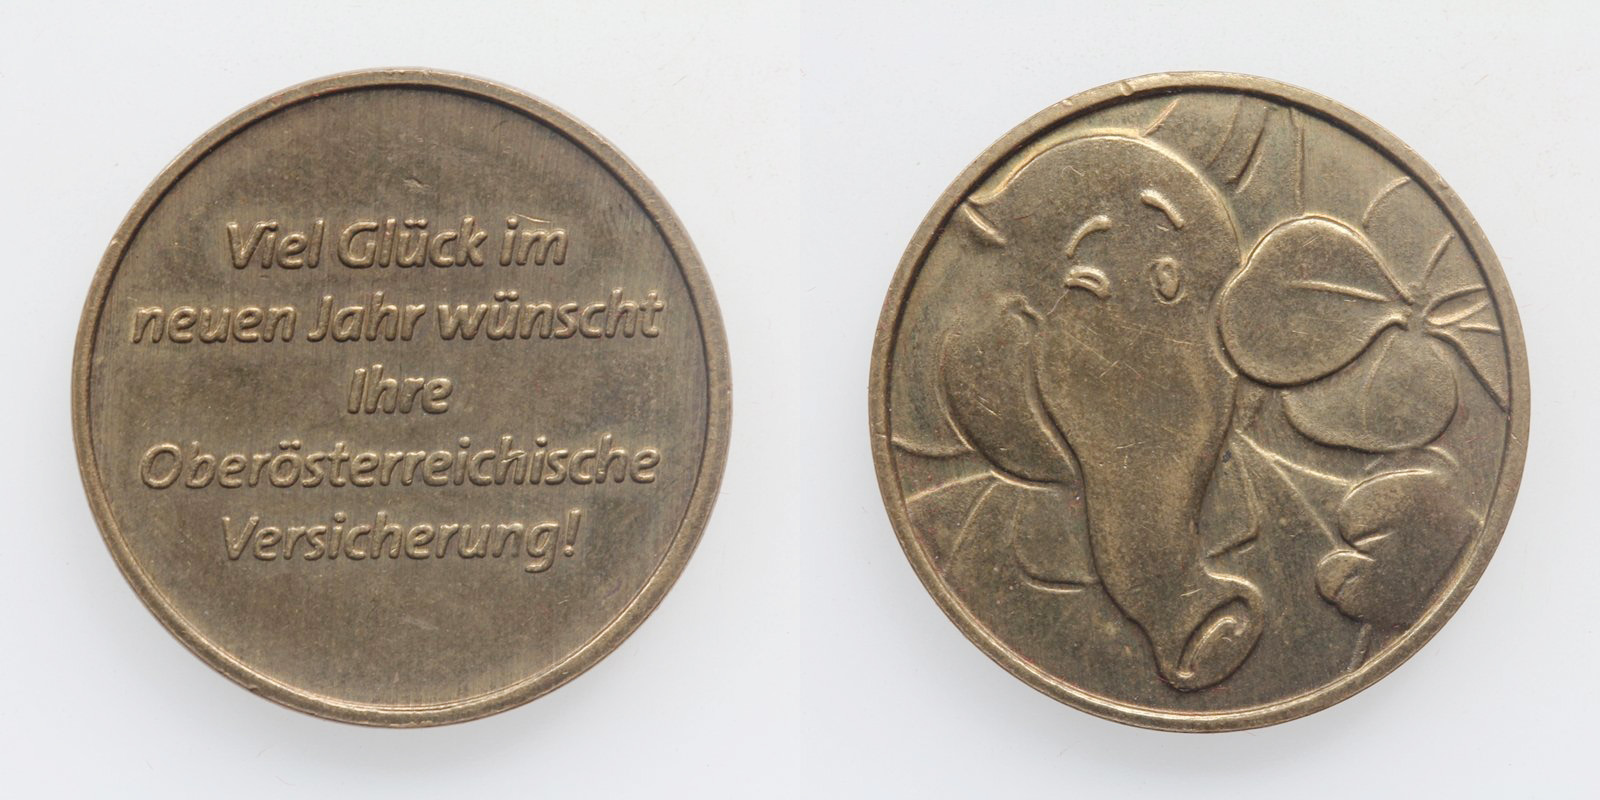 Viel Glück im
neuen Jahr wünscht
Ihre
Oberösterreichische
Versicherung!